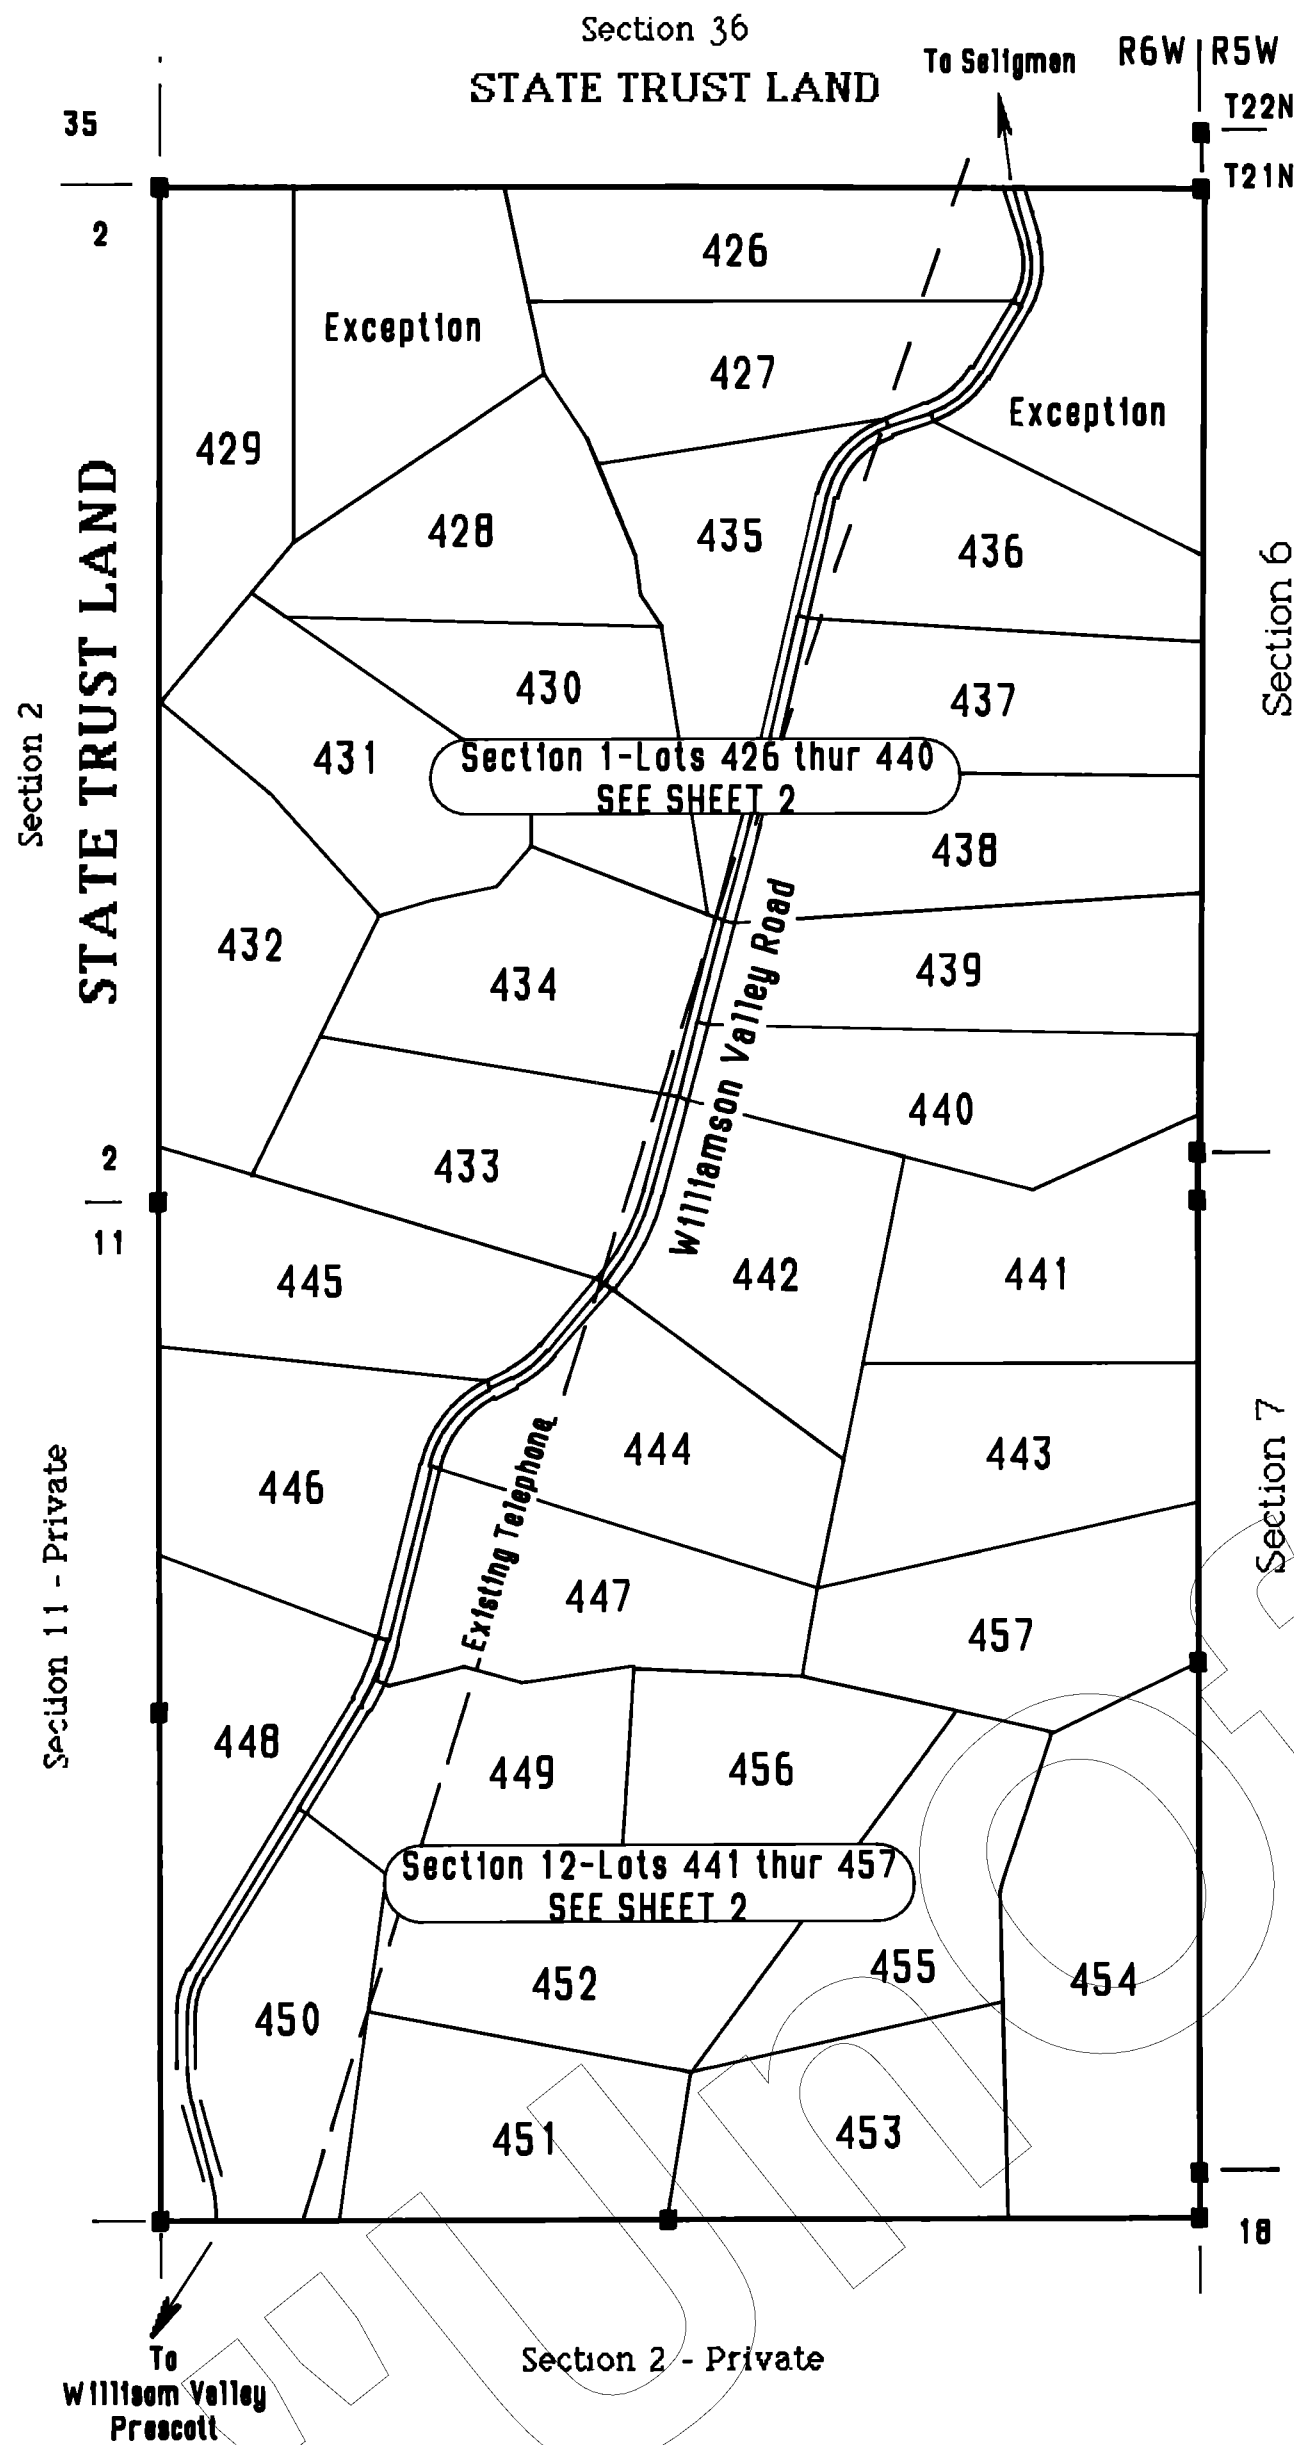 Section 36
STATE TRUST LAND
To Seligman
R6W R5W
T22N
T21N
35
2
426
Exception
427
Exception
429
428
435
436
STATE TRUST LAND
Section 2
Section 6
430
437
431
Section 1-Lots 426 thur 440
SEE SHEET 2
438
432
434
439
Williamson Valley Road
440
2
433
11
445
442
441
444
443
Section 11 - Private
446
Existing Telephone
Section 7
447
457
448
449
456
Section 12-Lots 441 thur 457
SEE SHEET 2
452
455
454
450
451
453
18
To
Willisom Valley
Prescott
Section 2 - Private